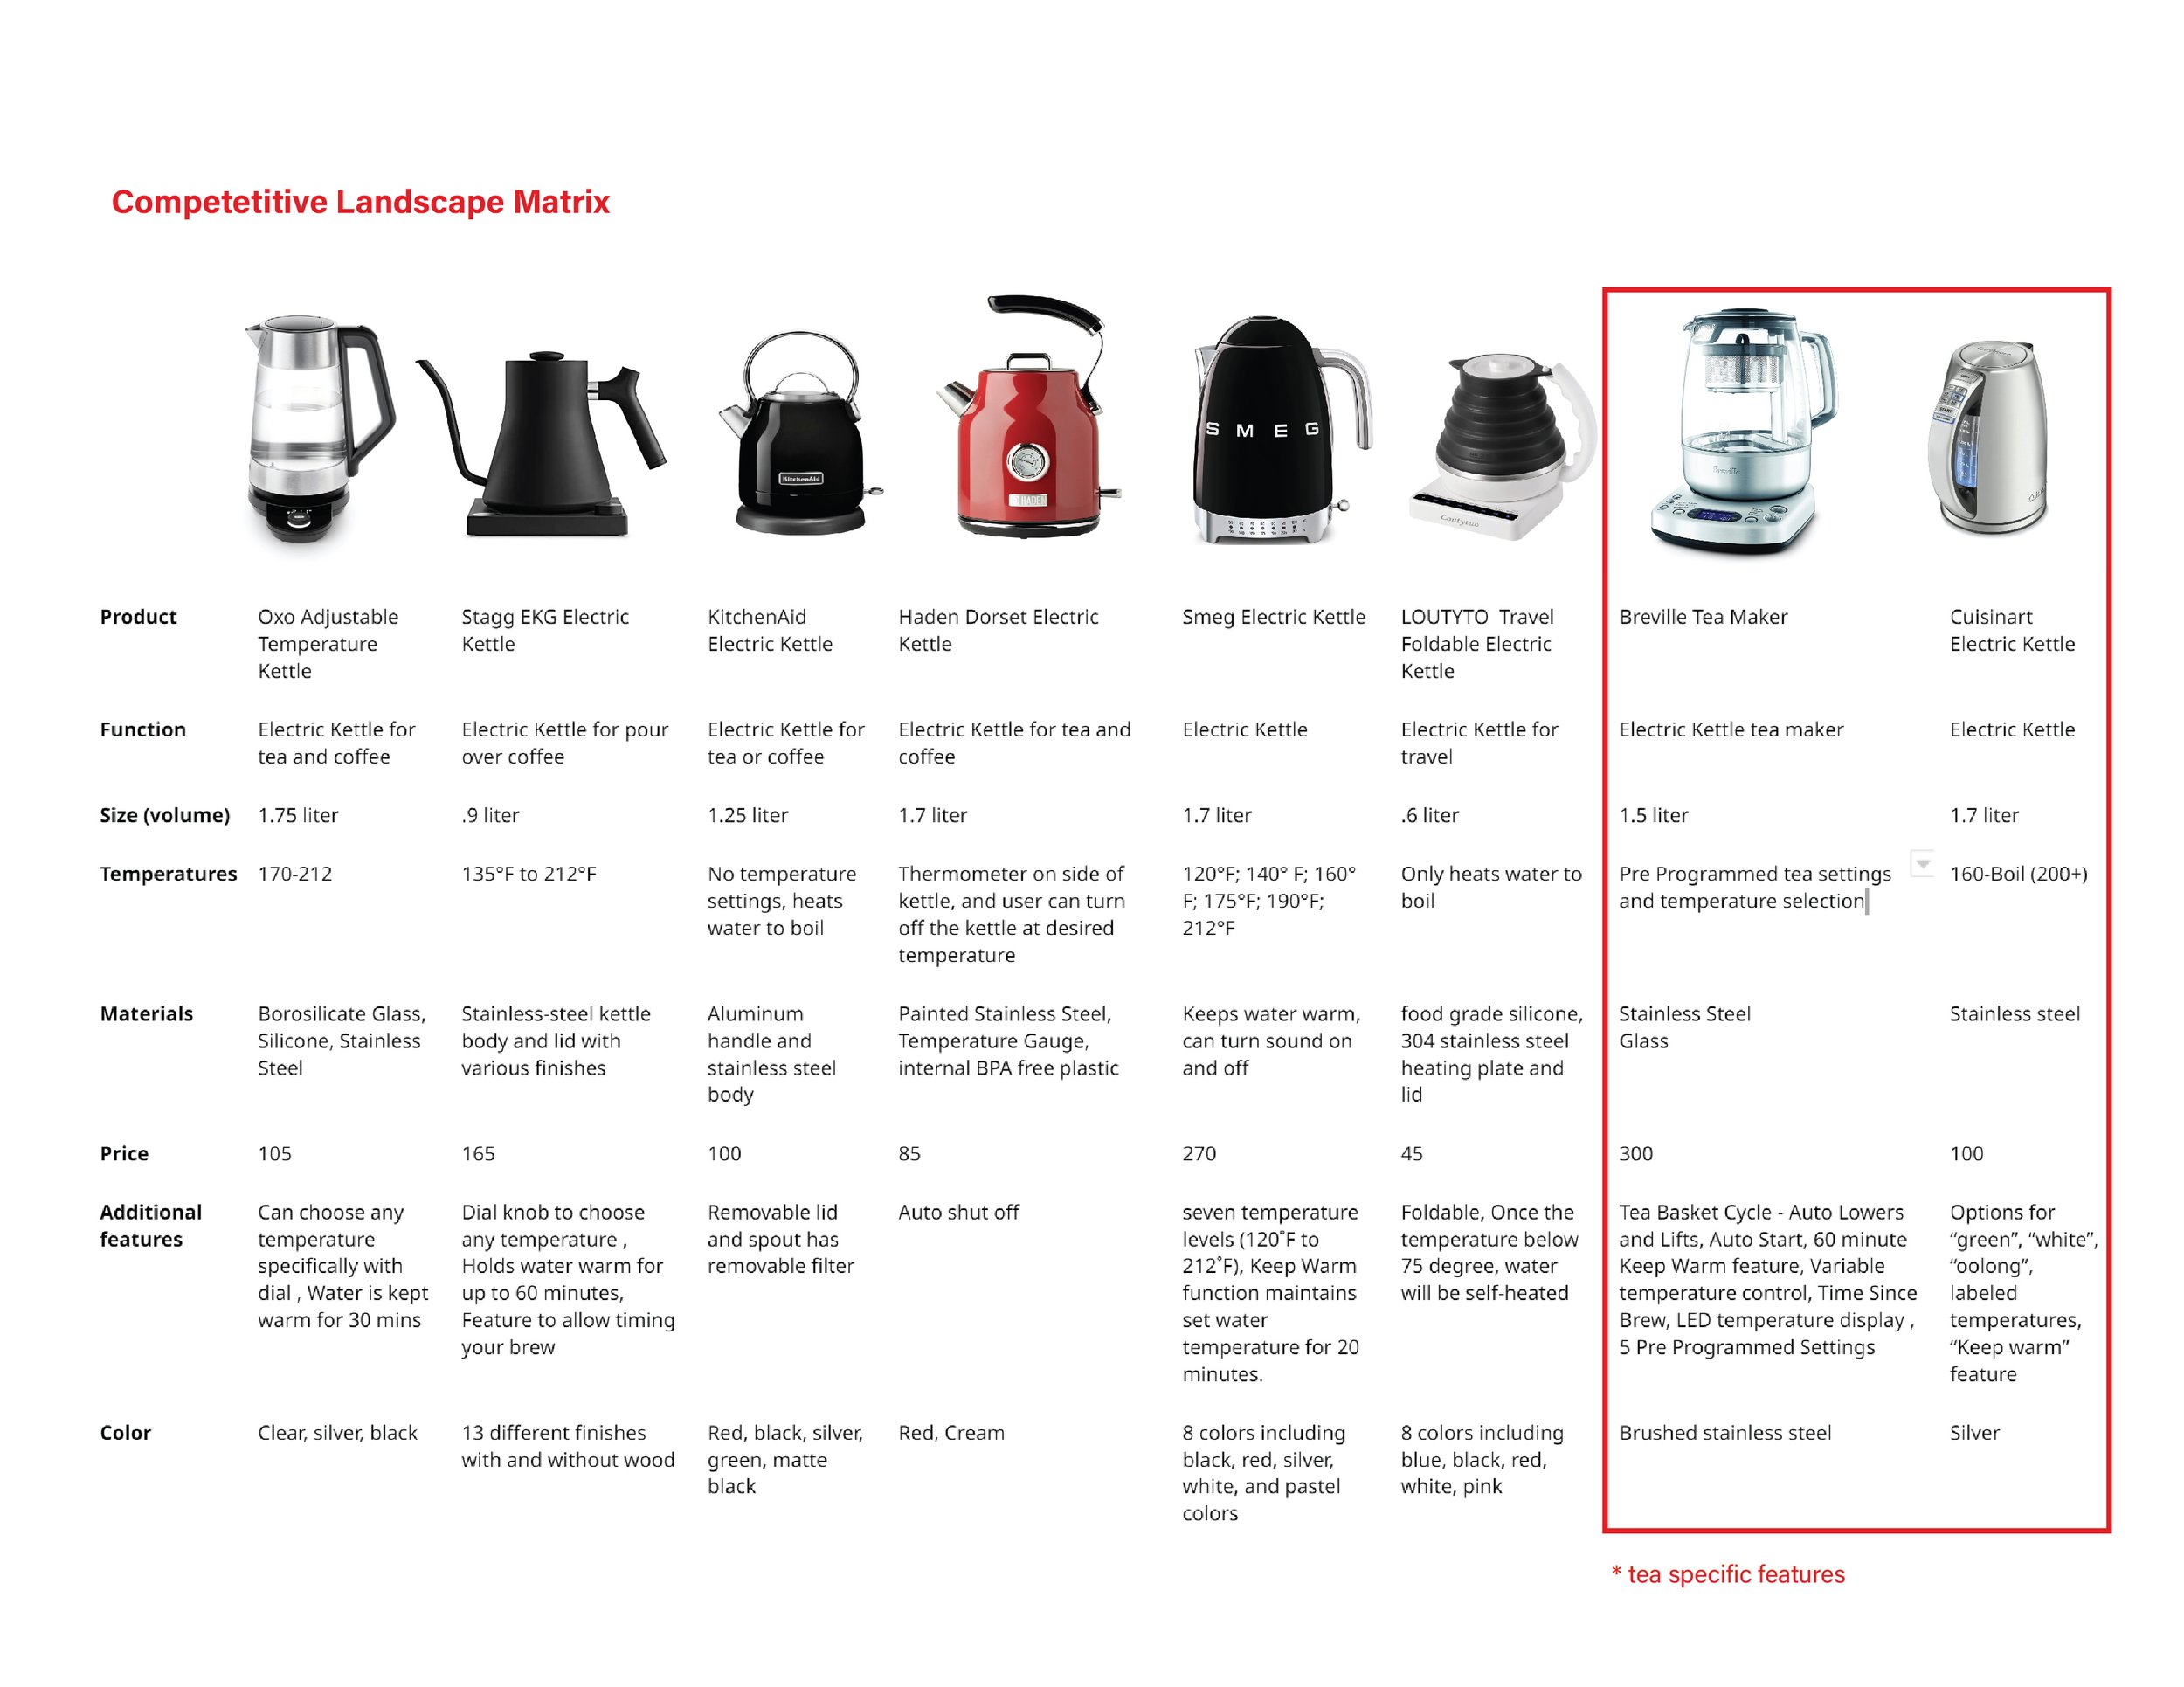 Competetitive Landscape Matrix
KitchenAid
HADEN
SMEG
Breville
Product
Oxo Adjustable
Temperature
Kettle
Stagg EKG Electric
Kettle
KitchenAid
Electric Kettle
Haden Dorset Electric
Kettle
Smeg Electric Kettle
LOUTYTO Travel
Foldable Electric
Kettle
Breville Tea Maker
Cuisinart
Electric Kettle
Function
Electric Kettle for
tea and coffee
Electric Kettle for pour
over coffee
Electric Kettle for
tea or coffee
Electric Kettle for tea and
coffee
Electric Kettle
Electric Kettle for
travel
Electric Kettle tea maker
Electric Kettle
Size (volume)
1.75 liter
.9 liter
1.25 liter
1.7 liter
1.7 liter
.6 liter
1.5 liter
1.7 liter
Temperatures
170-212
135°F to 212°F
No temperature
settings, heats
water to boil
Thermometer on side of
kettle, and user can turn
off the kettle at desired
temperature
120°F; 140° F; 160°
F; 175°F; 190°F;
212°F
Only heats water to
boil
Pre Programmed tea settings
and temperature selection
160-Boil (200+)
Materials
Borosilicate Glass,
Silicone, Stainless
Steel
Stainless-steel kettle
body and lid with
various finishes
Aluminum
handle and
stainless steel
body
Painted Stainless Steel,
Temperature Gauge,
internal BPA free plastic
Keeps water warm,
can turn sound on
and off
food grade silicone,
304 stainless steel
heating plate and
lid
Stainless Steel
Glass
Stainless steel
Price
105
165
100
85
270
45
300
100
Additional
features
Can choose any
temperature
specifically with
dial , Water is kept
warm for 30 mins
Dial knob to choose
any temperature ,
Holds water warm for
up to 60 minutes,
Feature to allow timing
your brew
Removable lid
and spout has
removable filter
Auto shut off
seven temperature
levels (120˚F to
212˚F), Keep Warm
function maintains
set water
temperature for 20
minutes.
Foldable, Once the
temperature below
75 degree, water
will be self-heated
Tea Basket Cycle - Auto Lowers
and Lifts, Auto Start, 60 minute
Keep Warm feature, Variable
temperature control, Time Since
Brew, LED temperature display ,
5 Pre Programmed Settings
Options for
“green”, “white”,
“oolong”,
labeled
temperatures,
“Keep warm”
feature
Color
Clear, silver, black
13 different finishes
with and without wood
Red, black, silver,
green, matte
black
Red, Cream
8 colors including
black, red, silver,
white, and pastel
colors
8 colors including
blue, black, red,
white, pink
Brushed stainless steel
Silver
* tea specific features